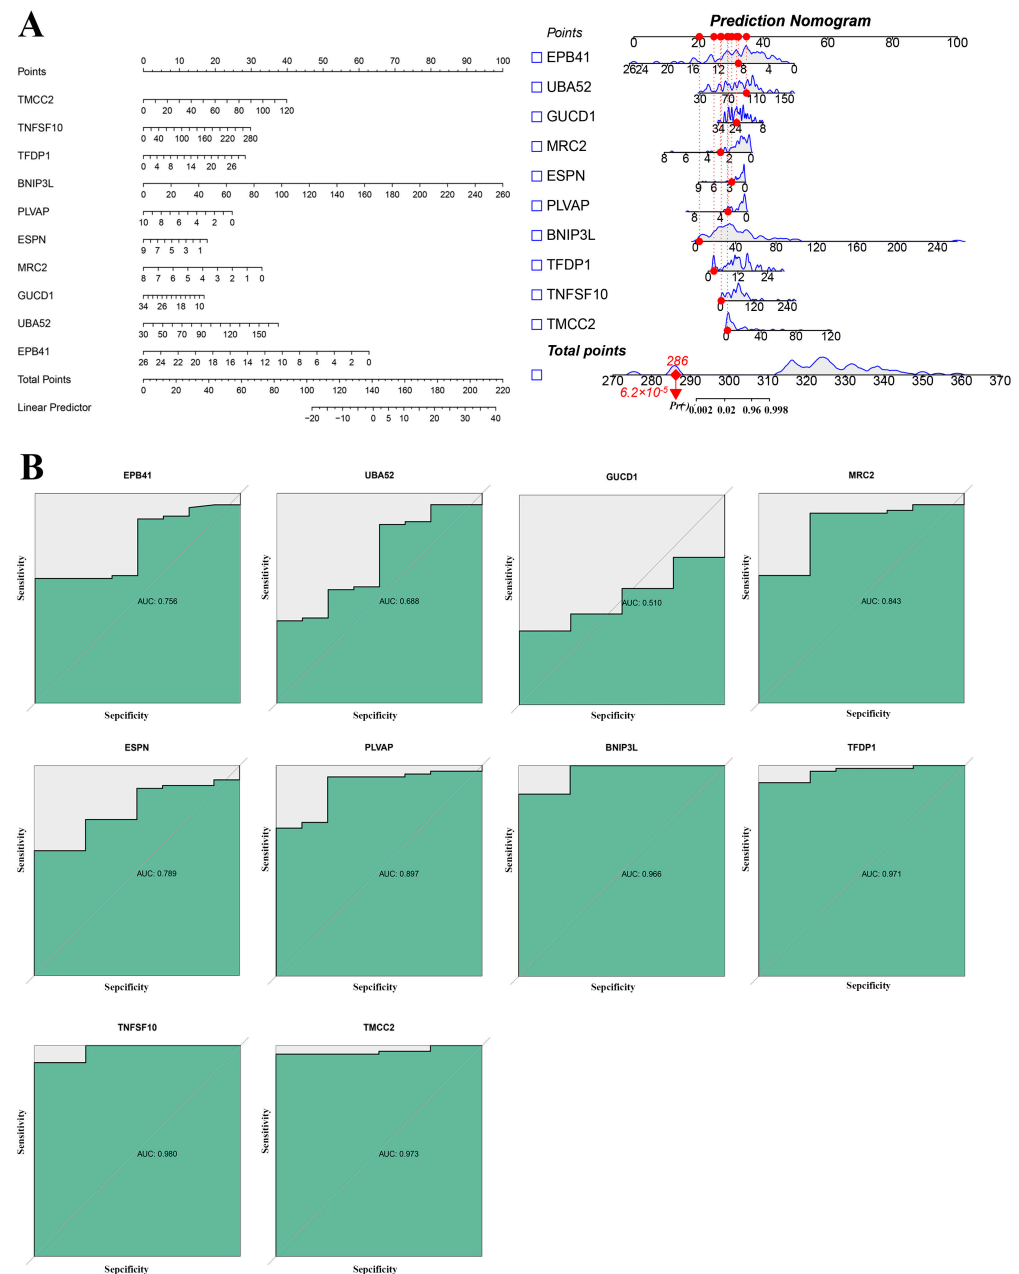 A
Points
0 10 20 30 40 50 60 70 80 90 100
TMCC2
0 20 40 60 80 100 120
TNFSF10
0 40 100 160 220 280
TFDP1
0 4 8 14 20 26
BNIP3L
0 20 40 60 80 100 120 140 160 180 200 220 240 260
PLVAP
10 8 6 4 2 0
ESPN
9 7 5 3 1
MRC2
8 7 6 5 4 3 2 1 0
GUCD1
34 26 18 10
UBA52
30 50 70 90 130 150
EPB41
26 24 22 20 18 16 14 12 10 8 6 4 2 0
Total Points
0 20 40 60 80 100 120 140 160 180 200 220
Linear Predictor
−20 −10 0 5 10 20 30 40
Prediction Nomogram
Points
0 20 40 60 80 100
EPB41
2624 20 16 12 8 4 0
UBA52
30 70 110 150
GUCD1
34 24 8
MRC2
8 6 4 2 0
ESPN
9 6 3 0
PLVAP
8 4 0
BNIP3L
0 40 80 120 160 200 240
TFDP1
0 12 24
TNFSF10
0 120 240
TMCC2
0 40 80 120
Total points
286
270 280 290 300 310 320 330 340 350 360 370
6.2×10-5
Pr( )
0.002 0.02 0.96 0.998
B
EPB41
Sensitivity
AUC: 0.756
Sepcificity
UBA52
Sensitivity
AUC: 0.688
Sepcificity
GUCD1
Sensitivity
AUC: 0.510
Sepcificity
MRC2
Sensitivity
AUC: 0.843
Sepcificity
ESPN
Sensitivity
AUC: 0.789
Sepcificity
PLVAP
Sensitivity
AUC: 0.897
Sepcificity
BNIP3L
Sensitivity
AUC: 0.966
Sepcificity
TFDP1
Sensitivity
AUC: 0.971
Sepcificity
TNFSF10
Sensitivity
AUC: 0.980
Sepcificity
TMCC2
Sensitivity
AUC: 0.973
Sepcificity